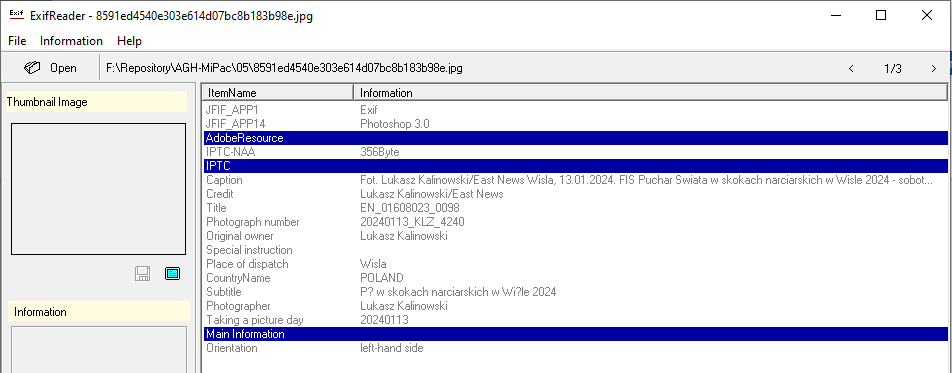 Exif ExifReader - 8591ed4540e303e614d07bc8b183b98e.jpg
File Information Help
Open F:\Repository\AGH-MiPac\05\8591ed4540e303e614d07bc8b183b98e.jpg < 1/3 >
Thumbnail Image
ItemName Information
JFIF_APP1 Exif
JFIF_APP14 Photoshop 3.0
AdobeResource
IPTC-NAA 356Byte
IPTC
Caption Fot. Lukasz Kalinowski/East News Wisla, 13.01.2024. FIS Puchar Swiata w skokach narciarskich w Wisle 2024 - sobot...
Credit Lukasz Kalinowski/East News
Title EN_01608023_0098
Photograph number 20240113_KLZ_4240
Original owner Lukasz Kalinowski
Special instruction
Place of dispatch Wisla
CountryName POLAND
Subtitle P? w skokach narciarskich w Wi?le 2024
Photographer Lukasz Kalinowski
Taking a picture day 20240113
Main Information
Orientation left-hand side
Information